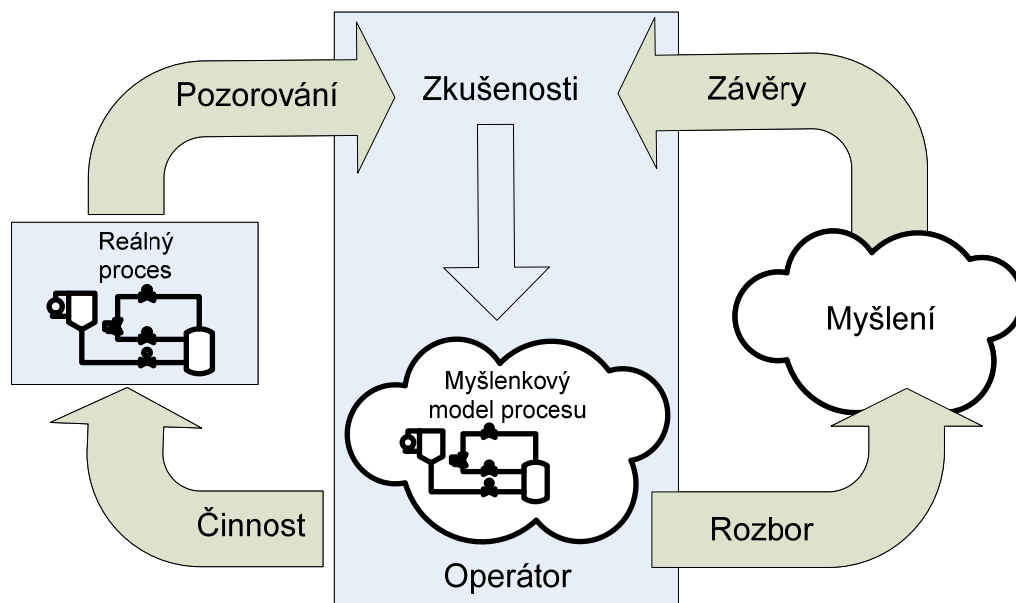 Pozorování
Zkušenosti
Závěry
Reálný
proces
Myšlení
Myšlenkový
model procesu
Činnost
Rozbor
Operátor